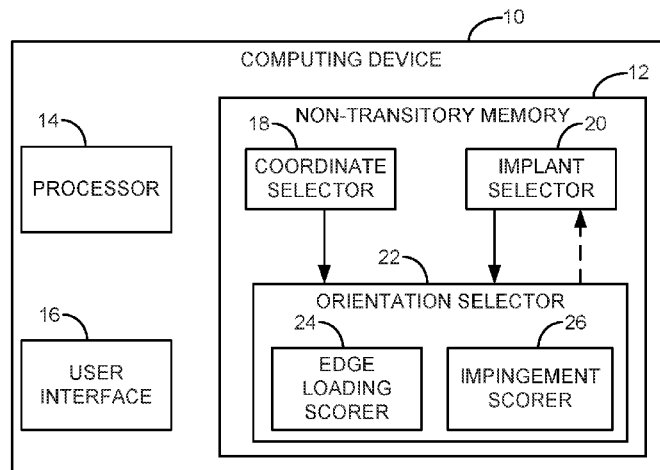 10
COMPUTING DEVICE
12
NON-TRANSITORY MEMORY
14
PROCESSOR
18
COORDINATE
SELECTOR
20
IMPLANT
SELECTOR
22
ORIENTATION SELECTOR
16
USER
INTERFACE
24
EDGE
LOADING
SCORER
26
IMPINGEMENT
SCORER